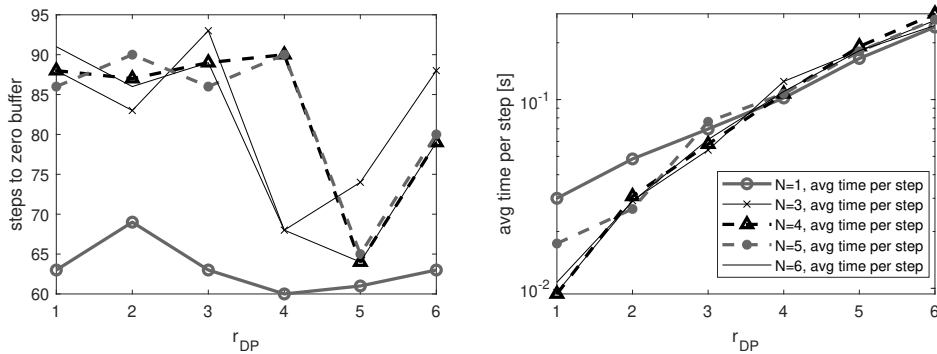 95
90
85
80
75
70
65
60
steps to zero buffer
1 2 3 4 5 6
r_DP
10^-1
10^-2
avg time per step [s]
N=1, avg time per step
N=3, avg time per step
N=4, avg time per step
N=5, avg time per step
N=6, avg time per step
1 2 3 4 5 6
r_DP